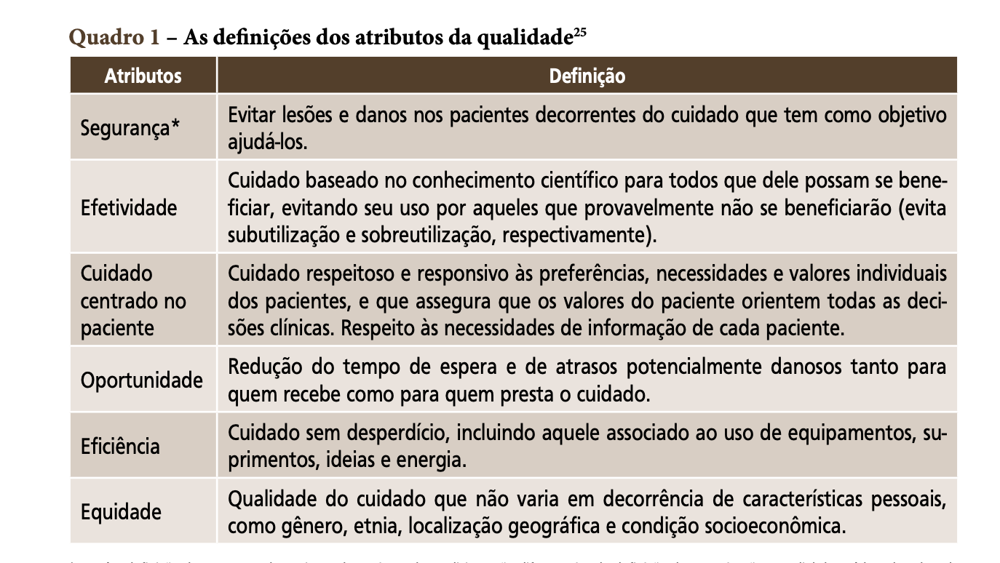 Quadro 1 – As definições dos atributos da qualidade25
Atributos
Definição
Segurança*
Evitar lesões e danos nos pacientes decorrentes do cuidado que tem como objetivo
ajudá-los.
Efetividade
Cuidado baseado no conhecimento científico para todos que dele possam se bene-
ficiar, evitando seu uso por aqueles que provavelmente não se beneficiarão (evita
subutilização e sobreutilização, respectivamente).
Cuidado
centrado no
paciente
Cuidado respeitoso e responsivo às preferências, necessidades e valores individuais
dos pacientes, e que assegura que os valores do paciente orientem todas as deci-
sões clínicas. Respeito às necessidades de informação de cada paciente.
Oportunidade
Redução do tempo de espera e de atrasos potencialmente danosos tanto para
quem recebe como para quem presta o cuidado.
Eficiência
Cuidado sem desperdício, incluindo aquele associado ao uso de equipamentos, su-
primentos, ideias e energia.
Equidade
Qualidade do cuidado que não varia em decorrência de características pessoais,
como gênero, etnia, localização geográfica e condição socioeconômica.